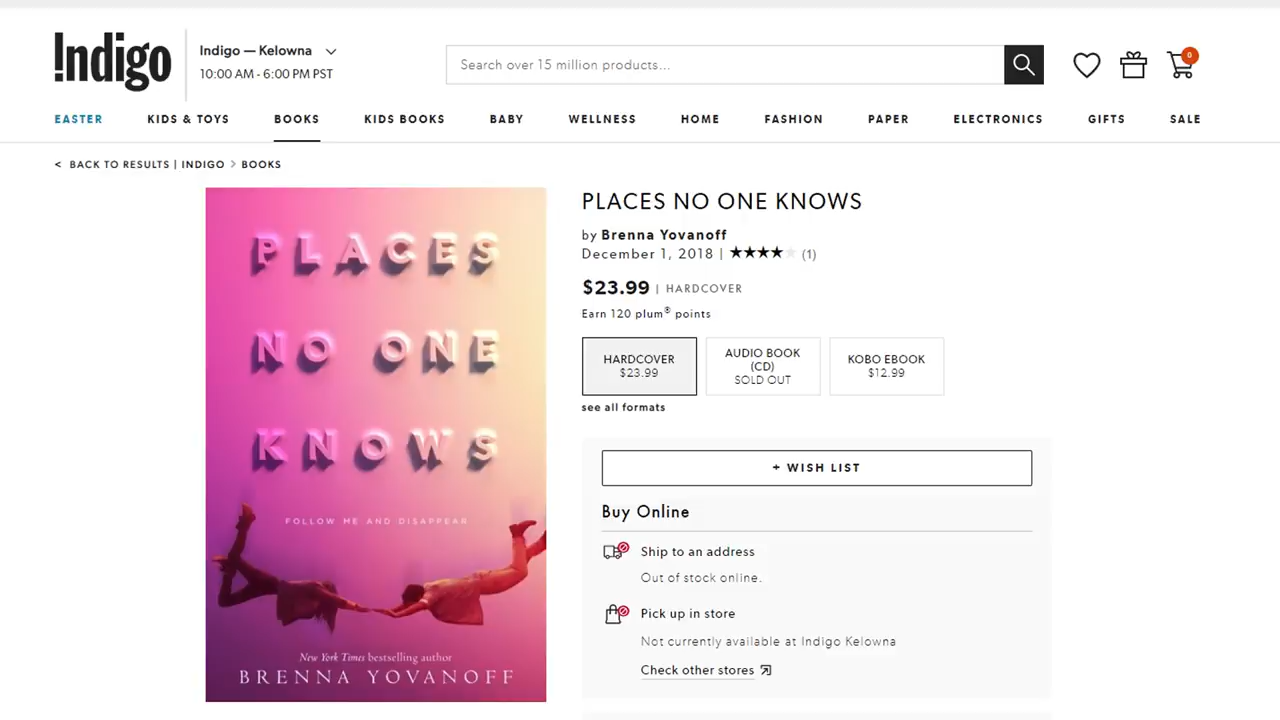 Indigo
Indigo — Kelowna
10:00 AM - 6:00 PM PST
Search over 15 million products...
0
EASTER KIDS & TOYS BOOKS KIDS BOOKS BABY WELLNESS HOME FASHION PAPER ELECTRONICS GIFTS SALE
< BACK TO RESULTS | INDIGO > BOOKS
PLACES
NO ONE
KNOWS
FOLLOW ME AND DISAPPEAR
New York Times bestselling author
BRENNA YOVANOFF
PLACES NO ONE KNOWS
by Brenna Yovanoff
December 1, 2018 | ★★★★★ (1)
$23.99 | HARDCOVER
Earn 120 plum® points
HARDCOVER
$23.99
AUDIO BOOK
(CD)
SOLD OUT
KOBO EBOOK
$12.99
see all formats
+ WISH LIST
Buy Online
Ship to an address
Out of stock online.
Pick up in store
Not currently available at Indigo Kelowna
Check other stores